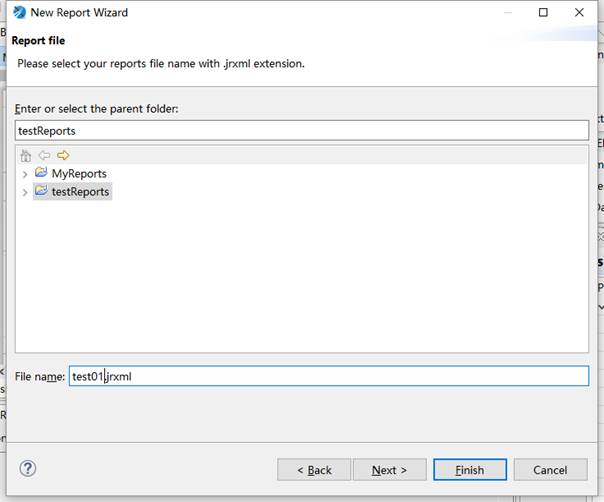 New Report Wizard
Report file
Please select your reports file name with .jrxml extension.
Enter or select the parent folder:
testReports
MyReports
testReports
File name: test01.jrxml
< Back Next > Finish Cancel